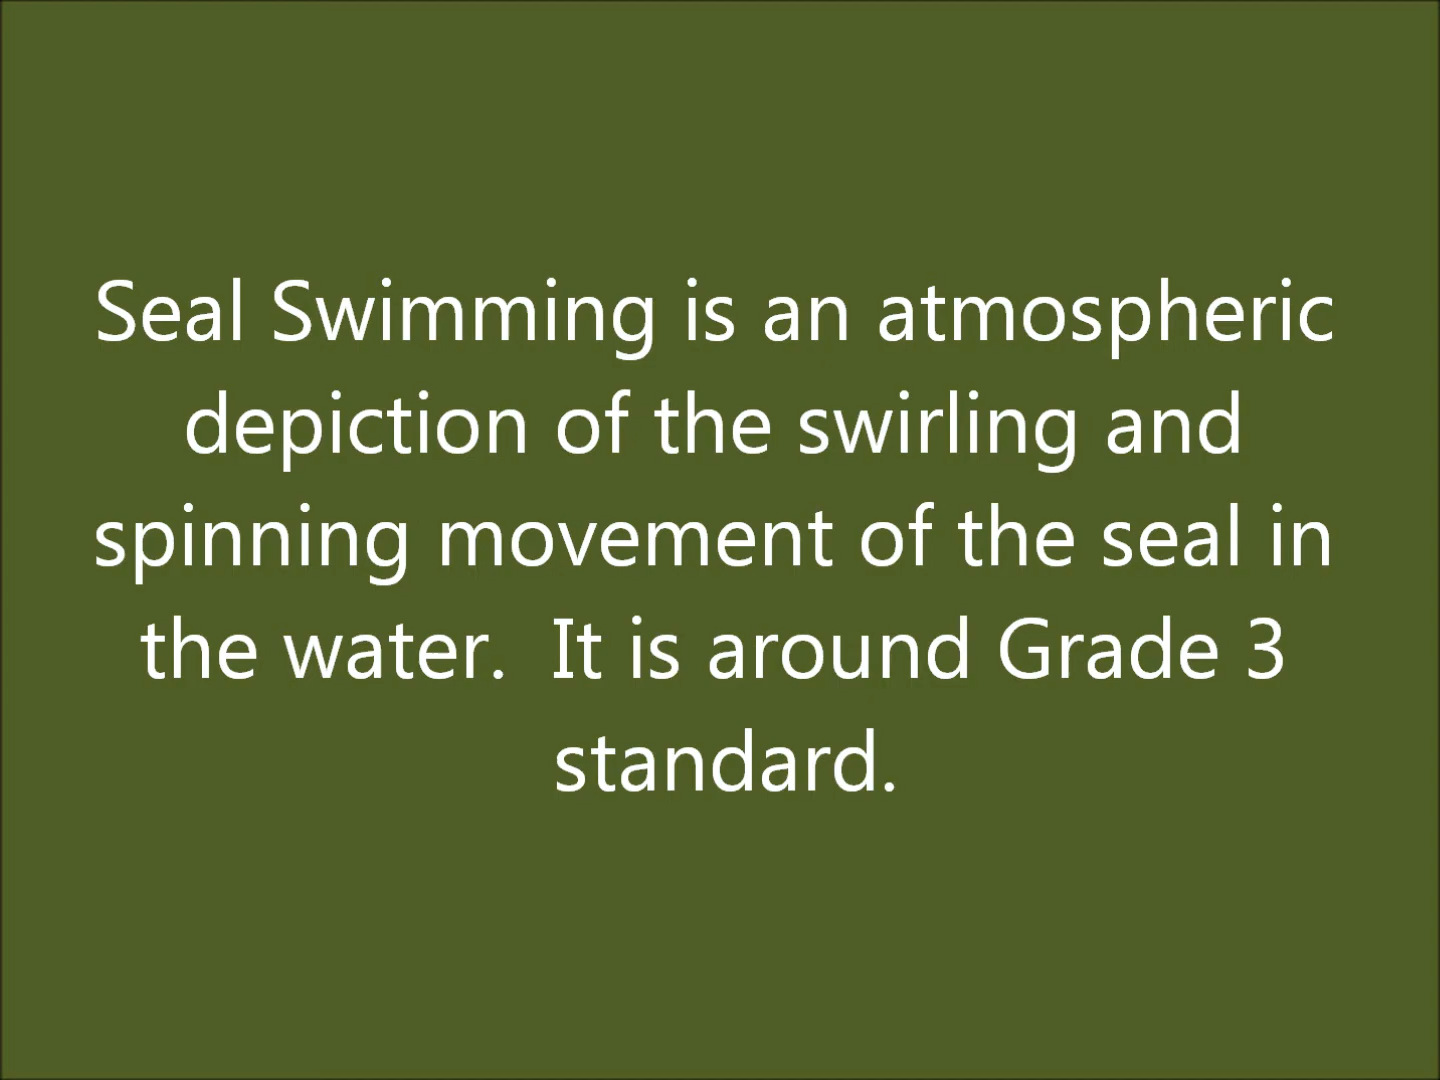 Seal Swimming is an atmospheric
depiction of the swirling and
spinning movement of the seal in
the water.  It is around Grade 3
standard.